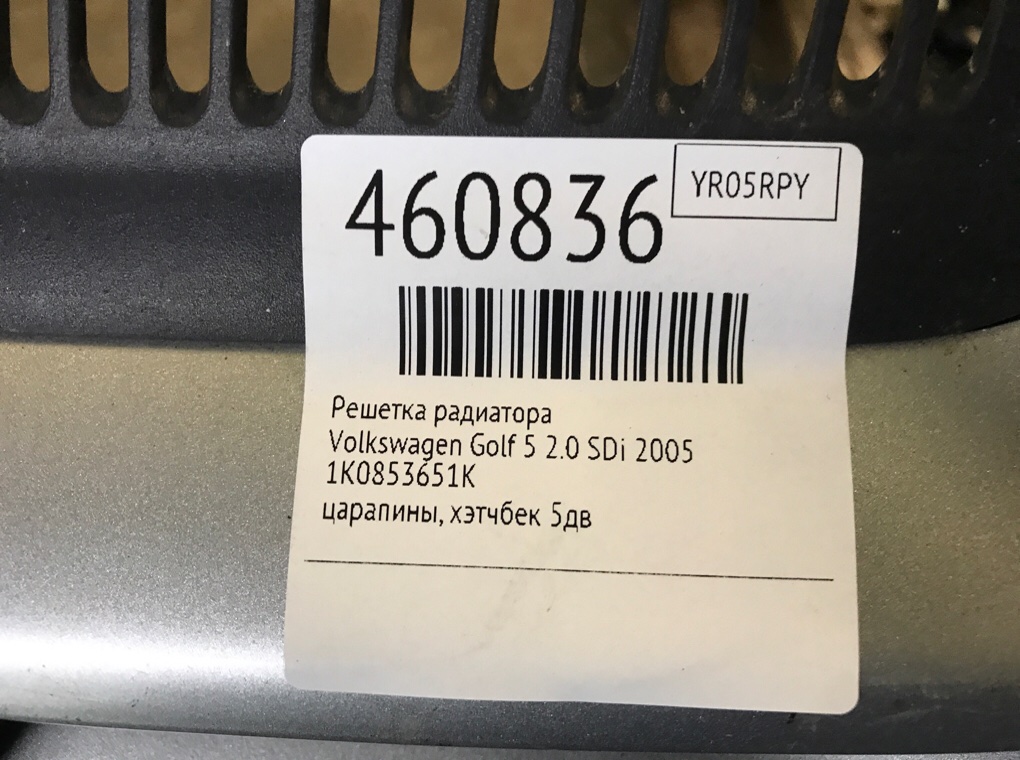 460836
YR05RPY
Решетка радиатора
Volkswagen Golf 5 2.0 SDi 2005
1K0853651K
царапины, хэтчбек 5дв